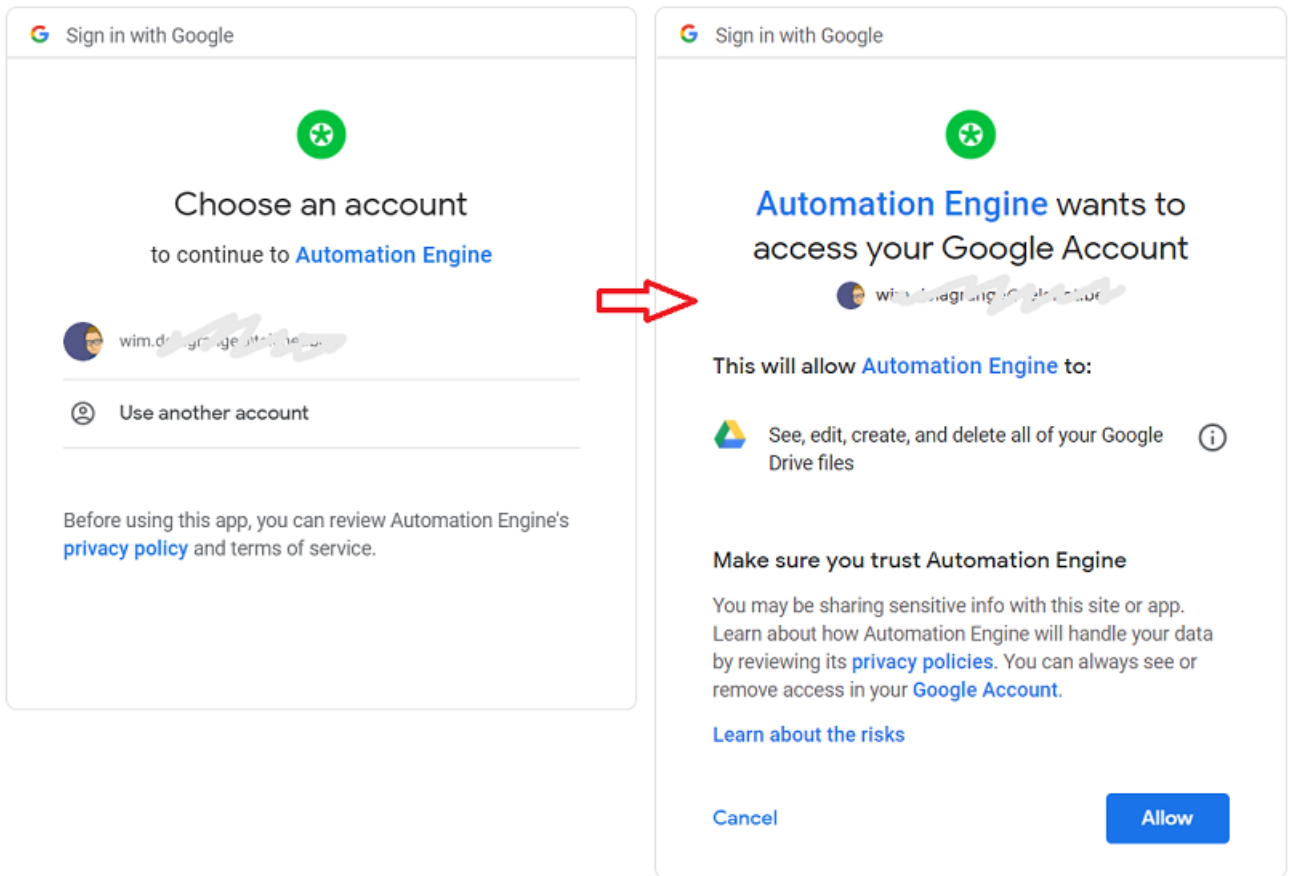 Sign in with Google
Choose an account
to continue to Automation Engine
Use another account
Before using this app, you can review Automation Engine's
privacy policy and terms of service.
Sign in with Google
Automation Engine wants to
access your Google Account
This will allow Automation Engine to:
See, edit, create, and delete all of your Google
Drive files
Make sure you trust Automation Engine
You may be sharing sensitive info with this site or app.
Learn about how Automation Engine will handle your data
by reviewing its privacy policies. You can always see or
remove access in your Google Account.
Learn about the risks
Cancel
Allow